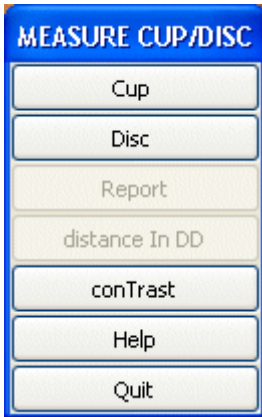 MEASURE CUP/DISC
Cup
Disc
Report
distance In DD
conTrast
Help
Quit